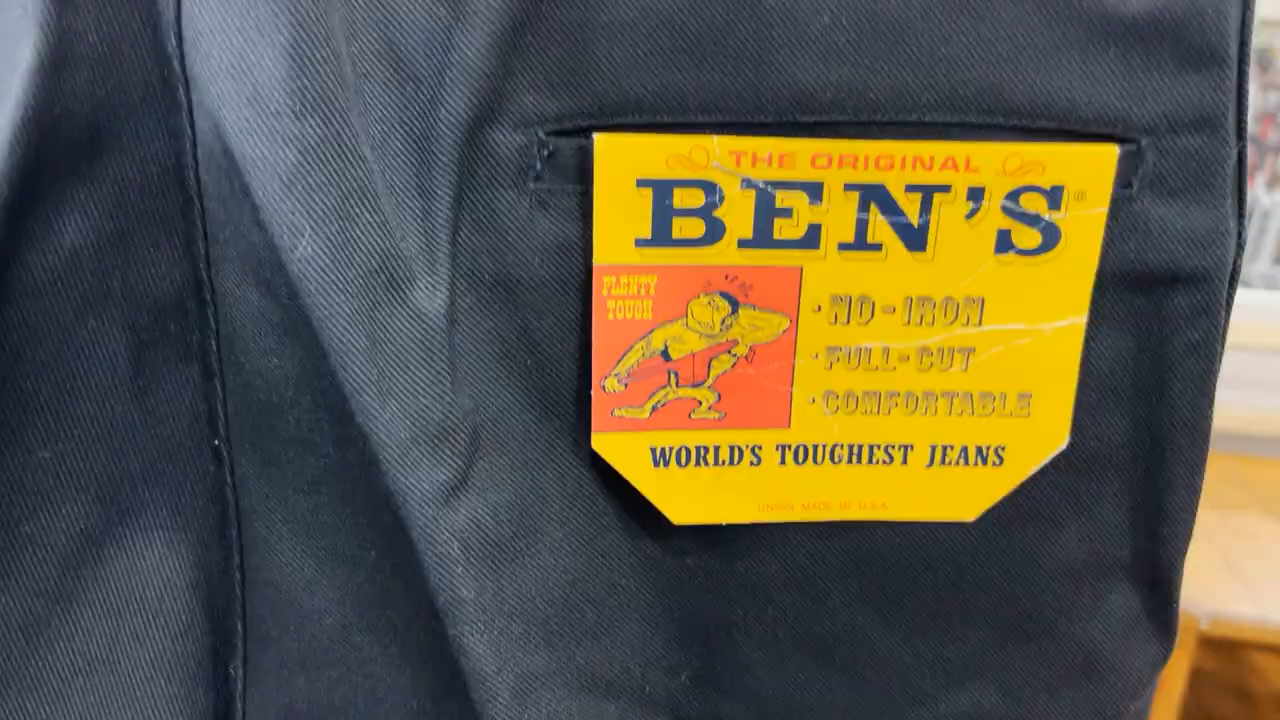 THE ORIGINAL
BEN'S®
PLENTY
TOUGH
·NO-IRON
·FULL-CUT
·COMFORTABLE
WORLD'S TOUGHEST JEANS
UNION MADE IN U.S.A.